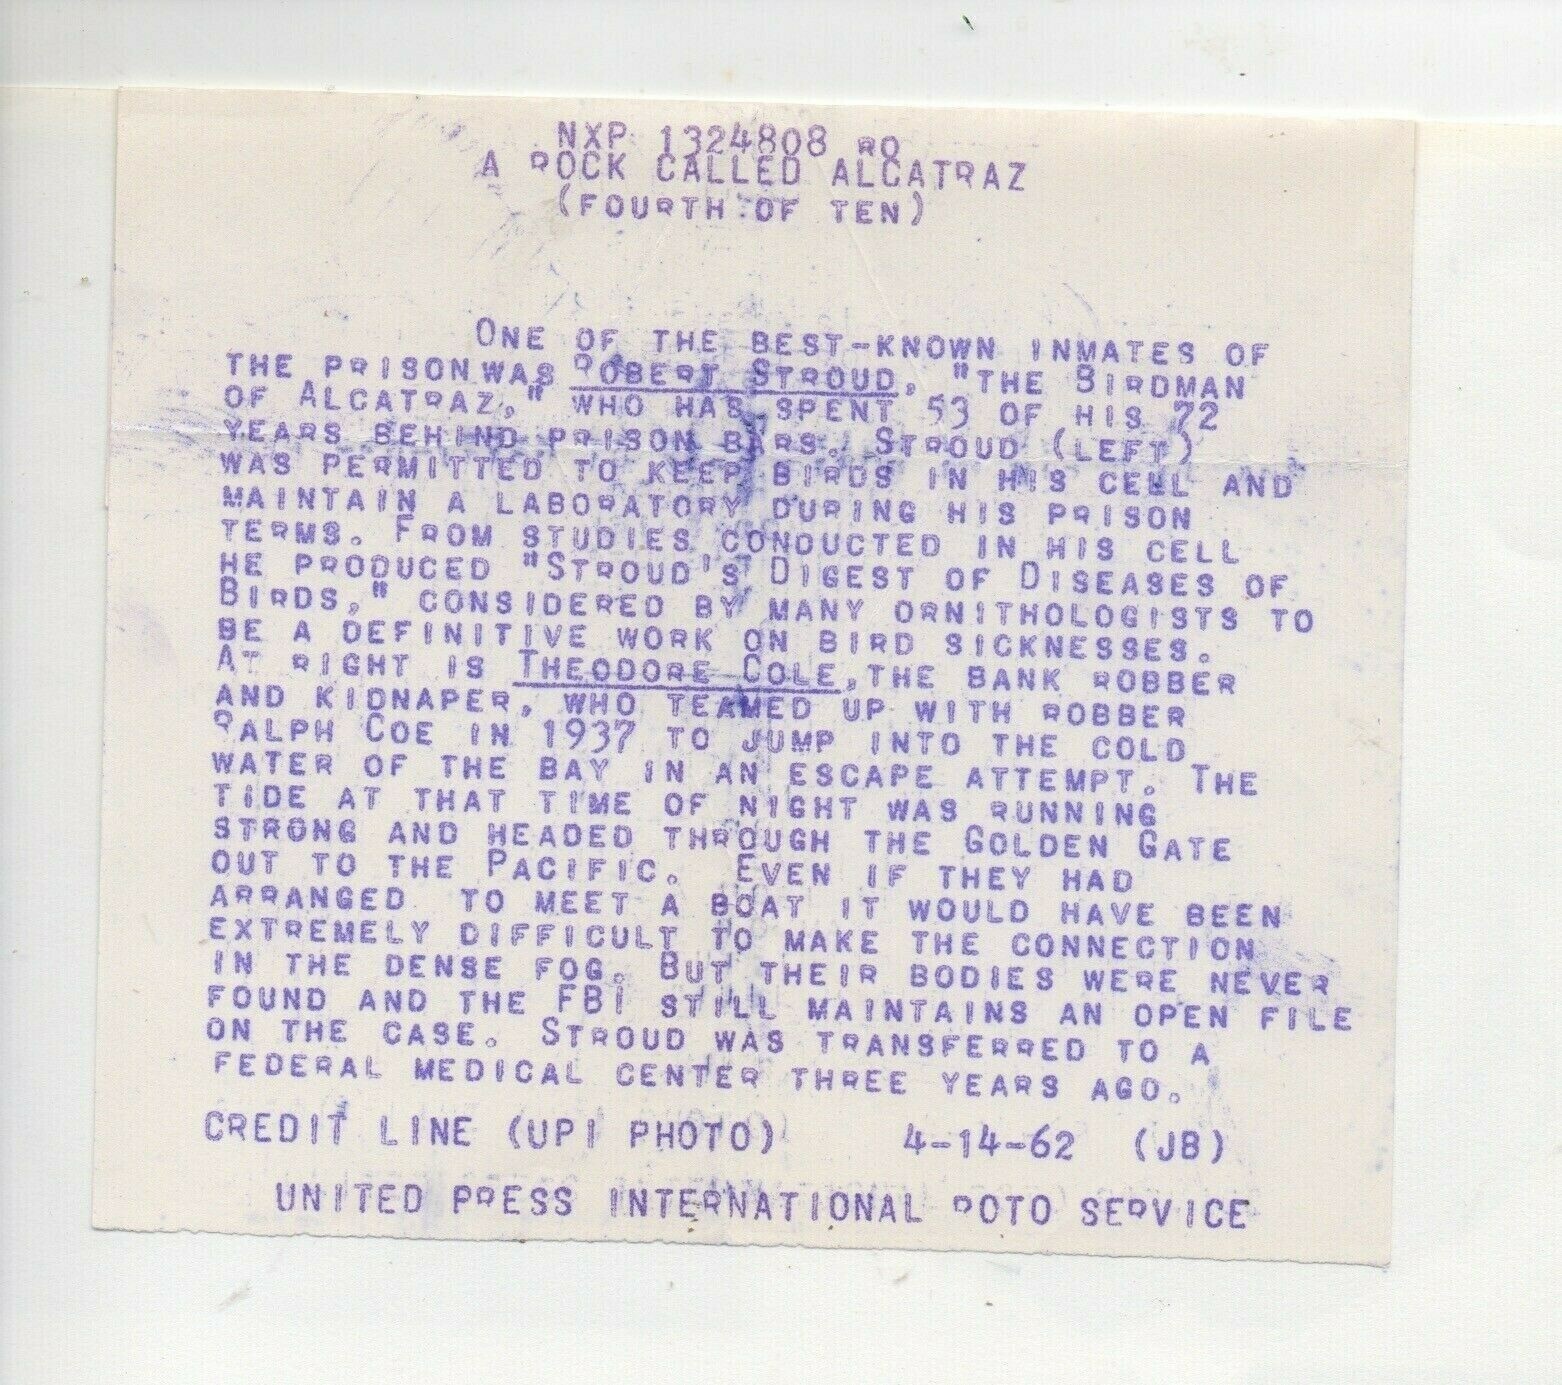 NXP 1324808 RO
A ROCK CALLED ALCATRAZ
(FOURTH OF TEN)
ONE OF THE BEST-KNOWN INMATES OF
THE PRISON WAS ROBERT STROUD, "THE BIRDMAN
OF ALCATRAZ," WHO HAS SPENT 53 OF HIS 72
YEARS BEHIND PRISON BARS. STROUD (LEFT)
WAS PERMITTED TO KEEP BIRDS IN HIS CELL AND
MAINTAIN A LABORATORY DURING HIS PRISON
TERMS. FROM STUDIES CONDUCTED IN HIS CELL
HE PRODUCED "STROUD'S DIGEST OF DISEASES OF
BIRDS," CONSIDERED BY MANY ORNITHOLOGISTS TO
BE A DEFINITIVE WORK ON BIRD SICKNESSES.
AT RIGHT IS THEODORE COLE, THE BANK ROBBER
AND KIDNAPER, WHO TEAMED UP WITH ROBBER
RALPH COE IN 1937 TO JUMP INTO THE COLD
WATER OF THE BAY IN AN ESCAPE ATTEMPT. THE
TIDE AT THAT TIME OF NIGHT WAS RUNNING
STRONG AND HEADED THROUGH THE GOLDEN GATE
OUT TO THE PACIFIC. EVEN IF THEY HAD
ARRANGED TO MEET A BOAT IT WOULD HAVE BEEN
EXTREMELY DIFFICULT TO MAKE THE CONNECTION
IN THE DENSE FOG. BUT THEIR BODIES WERE NEVER
FOUND AND THE FBI STILL MAINTAINS AN OPEN FILE
ON THE CASE. STROUD WAS TRANSFERRED TO A
FEDERAL MEDICAL CENTER THREE YEARS AGO.
CREDIT LINE (UPI PHOTO) 4-14-62 (JB)
UNITED PRESS INTERNATIONAL ROTO SERVICE